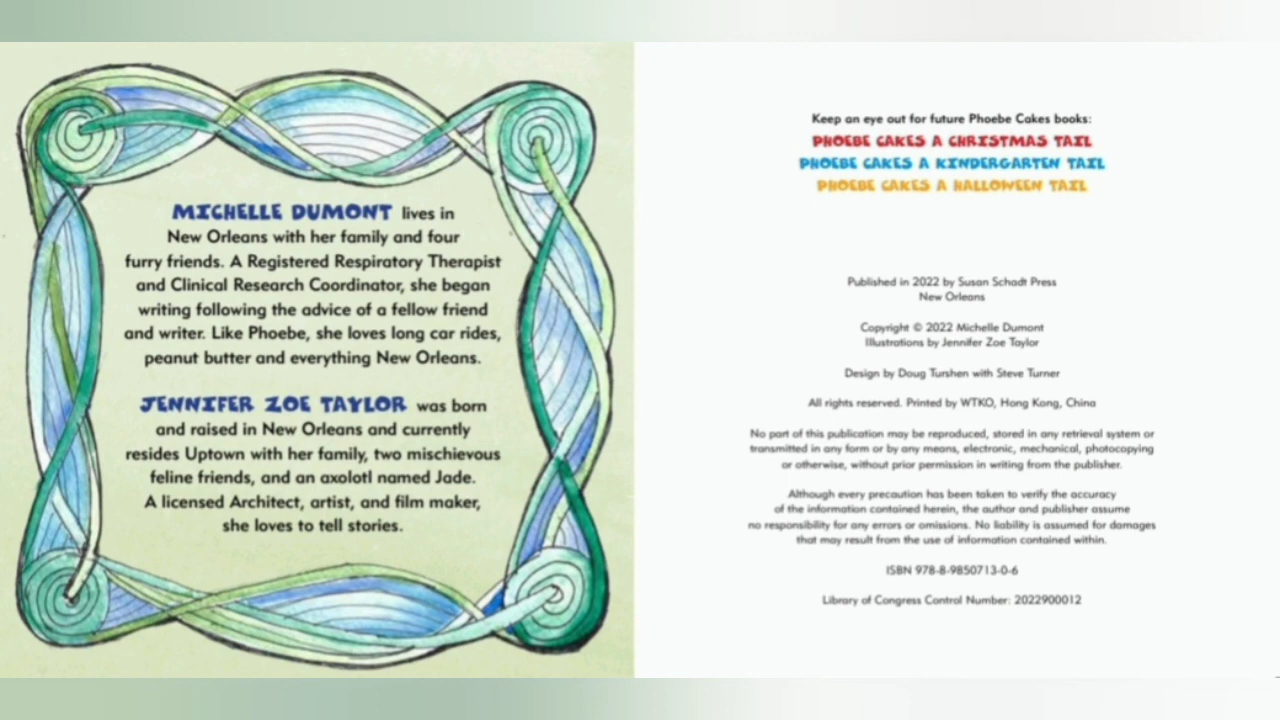 MICHELLE DUMONT lives in
New Orleans with her family and four
furry friends. A Registered Respiratory Therapist
and Clinical Research Coordinator, she began
writing following the advice of a fellow friend
and writer. Like Phoebe, she loves long car rides,
peanut butter and everything New Orleans.
JENNIFER ZOE TAYLOR was born
and raised in New Orleans and currently
resides Uptown with her family, two mischievous
feline friends, and an axolotl named Jade.
A licensed Architect, artist, and film maker,
she loves to tell stories.
Keep an eye out for future Phoebe Cakes books:
PHOEBE CAKES A CHRISTMAS TAIL
PHOEBE CAKES A KINDERGARTEN TAIL
PHOEBE CAKES A HALLOWEEN TAIL
Published in 2022 by Susan Schadt Press
New Orleans
Copyright © 2022 Michelle Dumont
Illustrations by Jennifer Zoe Taylor
Design by Doug Turshen with Steve Turner
All rights reserved. Printed by WTKO, Hong Kong, China
No part of this publication may be reproduced, stored in any retrieval system or
transmitted in any form or by any means, electronic, mechanical, photocopying
or otherwise, without prior permission in writing from the publisher.
Although every precaution has been taken to verify the accuracy
of the information contained herein, the author and publisher assume
no responsibility for any errors or omissions. No liability is assumed for damages
that may result from the use of information contained within.
ISBN 978-8-9850713-0-6
Library of Congress Control Number: 2022900012